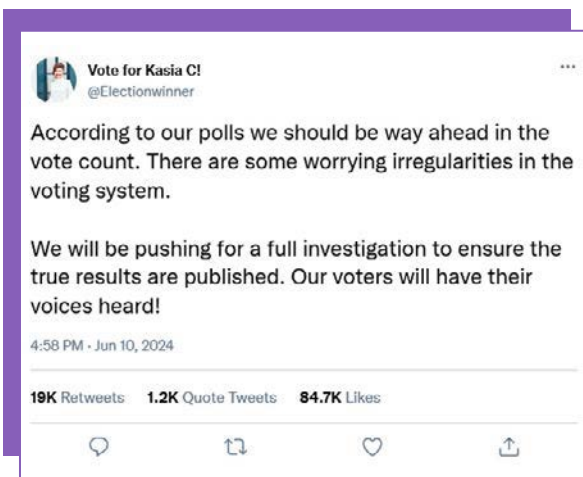 Vote for Kasia C!
...
@Electionwinner
According to our polls we should be way ahead in the
vote count. There are some worrying irregularities in the
voting system.
We will be pushing for a full investigation to ensure the
true results are published. Our voters will have their
voices heard!
4:58 PM · Jun 10, 2024
19K Retweets 1.2K Quote Tweets 84.7K Likes